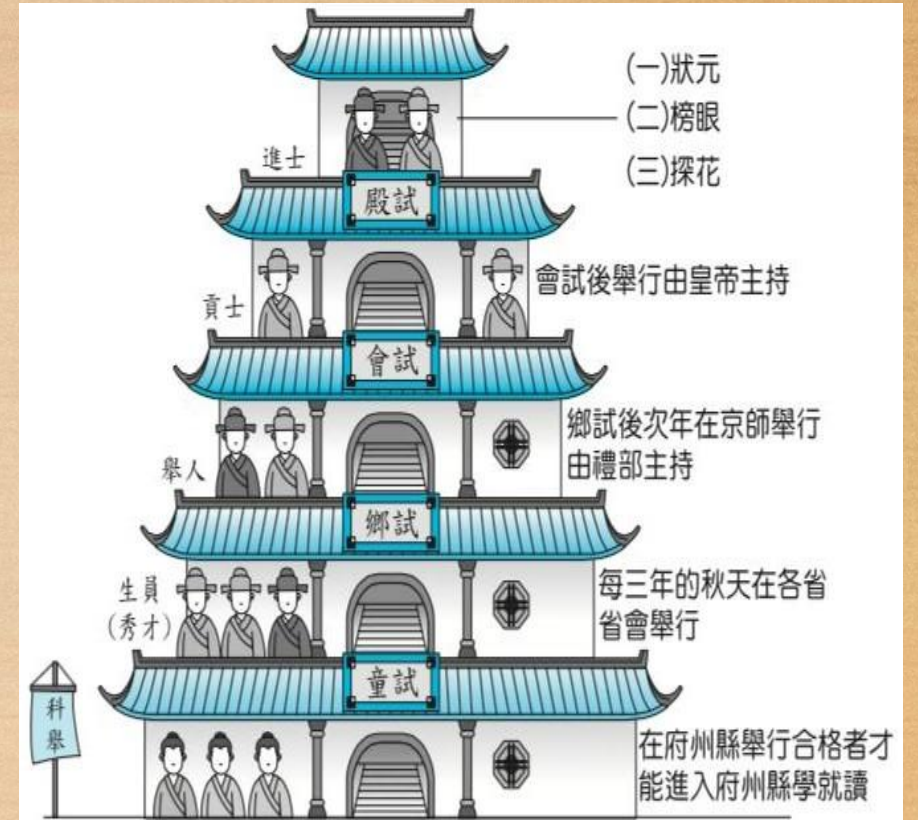 (一)狀元
(二)榜眼
(三)探花
進士
殿試
會試後舉行由皇帝主持
貢士
會試
鄉試後次年在京師舉行
由禮部主持
舉人
鄉試
每三年的秋天在各省
省會舉行
生員
(秀才)
童試
科舉
在府州縣舉行合格者才
能進入府州縣學就讀